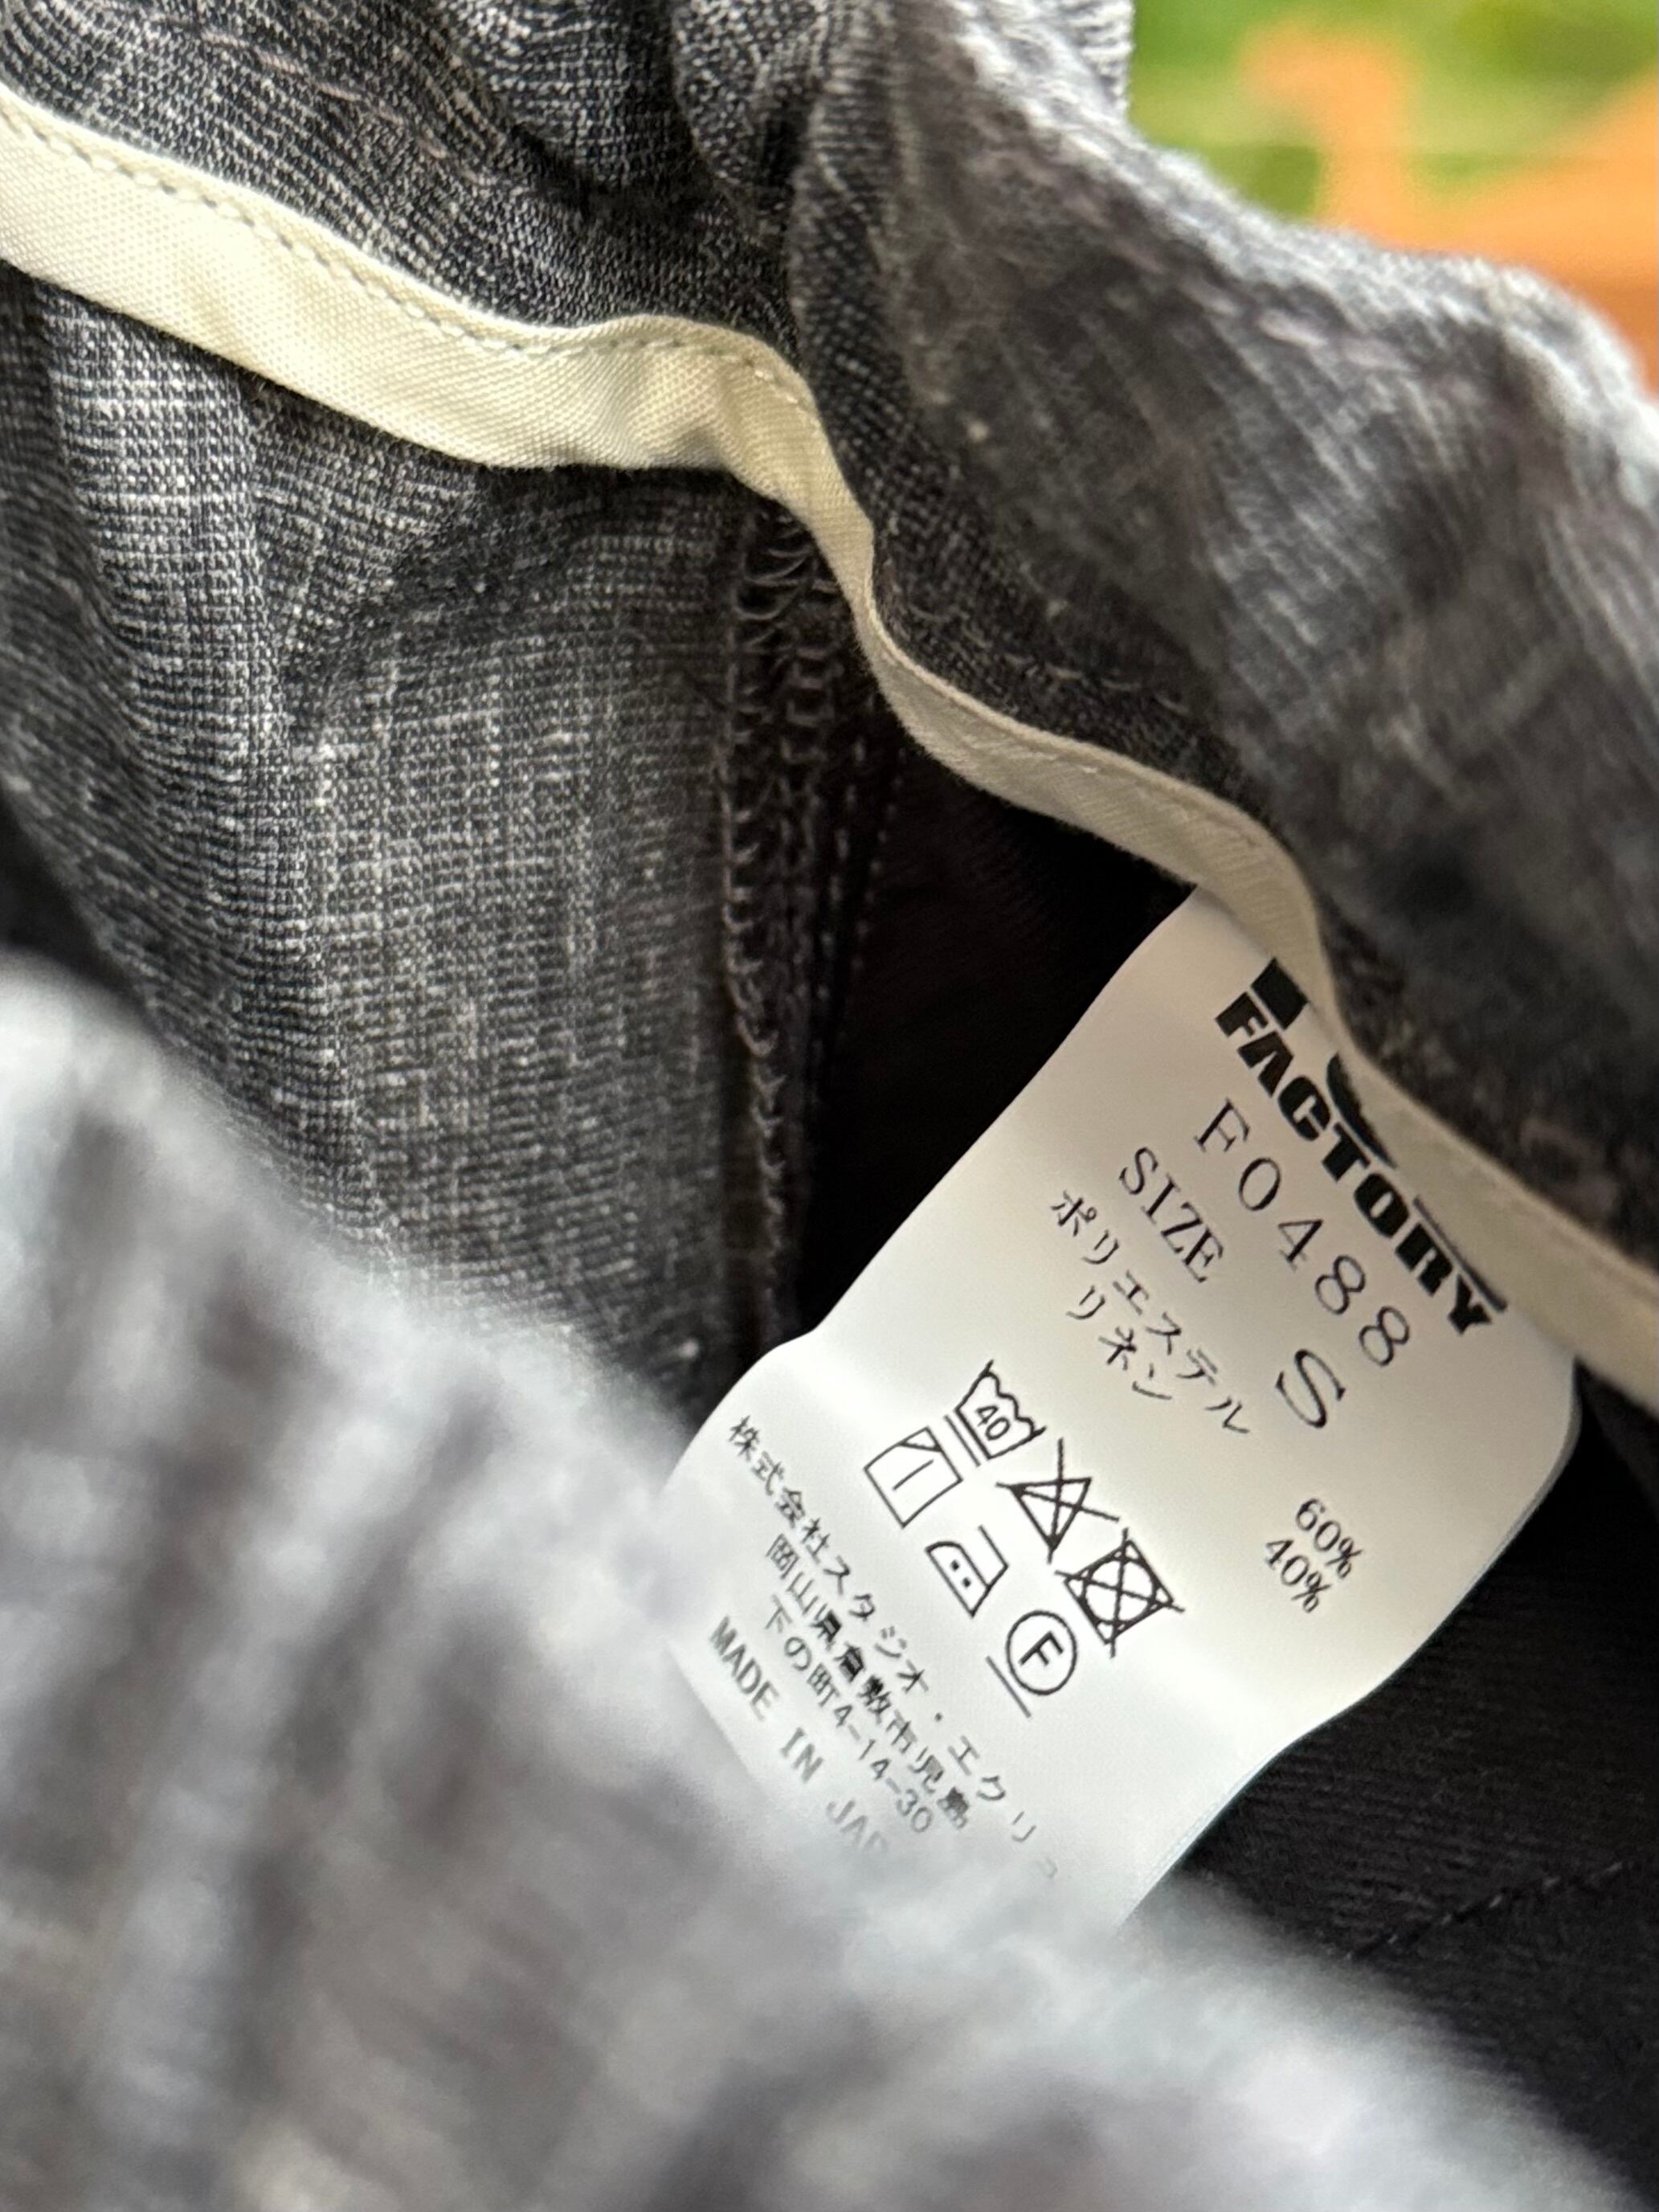 FACTORY
F0488
SIZE S
ポリエステル 60%
リネン 40%
40
F
株式会社スタジオ・エクリュ
岡山県倉敷市児島
下の町4-14-30
MADE IN JAP